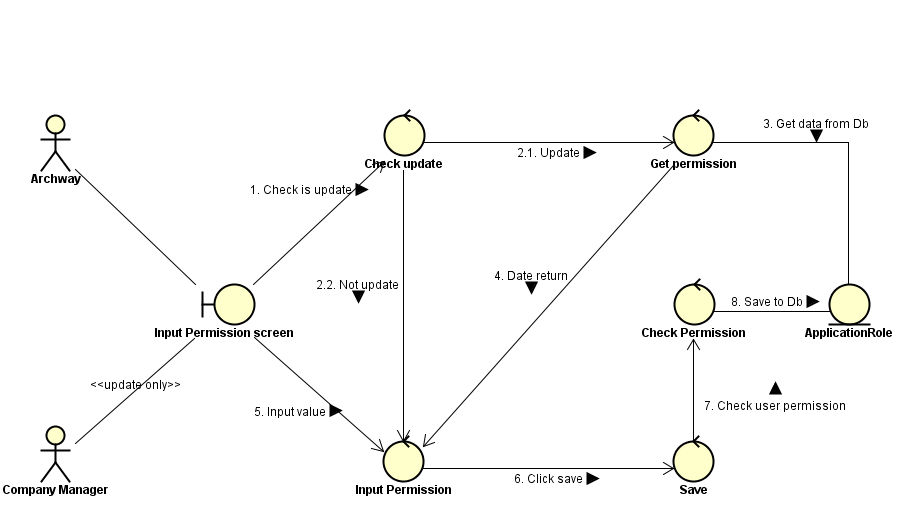 3. Get data from Db
Archway
Check update
2.1. Update
Get permission
1. Check is update
2.2. Not update
4. Date return
Input Permission screen
8. Save to Db
Check Permission
ApplicationRole
<<update only>>
5. Input value
7. Check user permission
Company Manager
Input Permission
6. Click save
Save